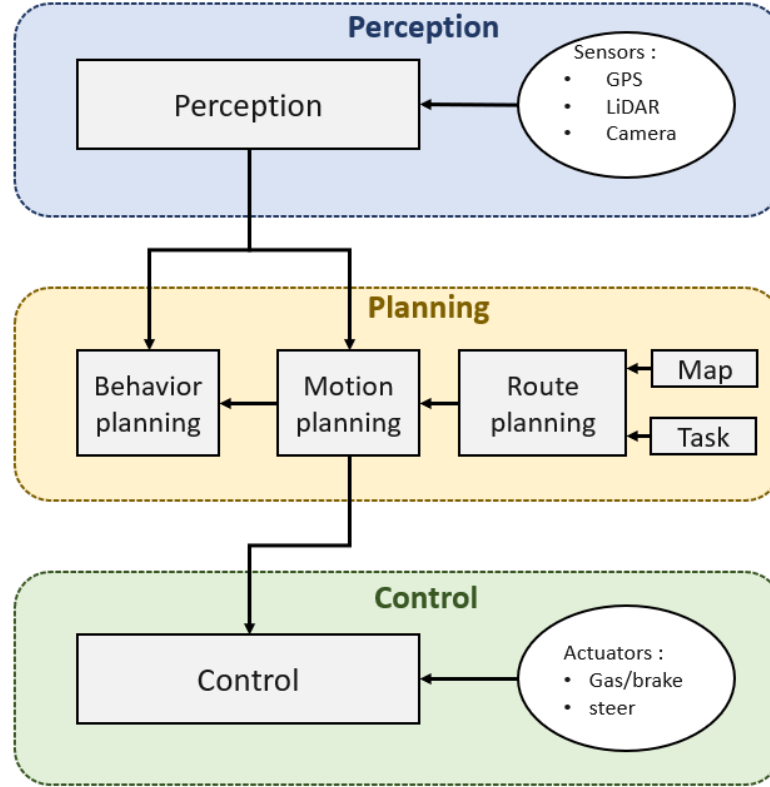 Perception
Sensors :
• GPS
• LiDAR
• Camera
Perception
Planning
Behavior
planning
Motion
planning
Route
planning
Map
Task
Control
Control
Actuators :
• Gas/brake
• steer